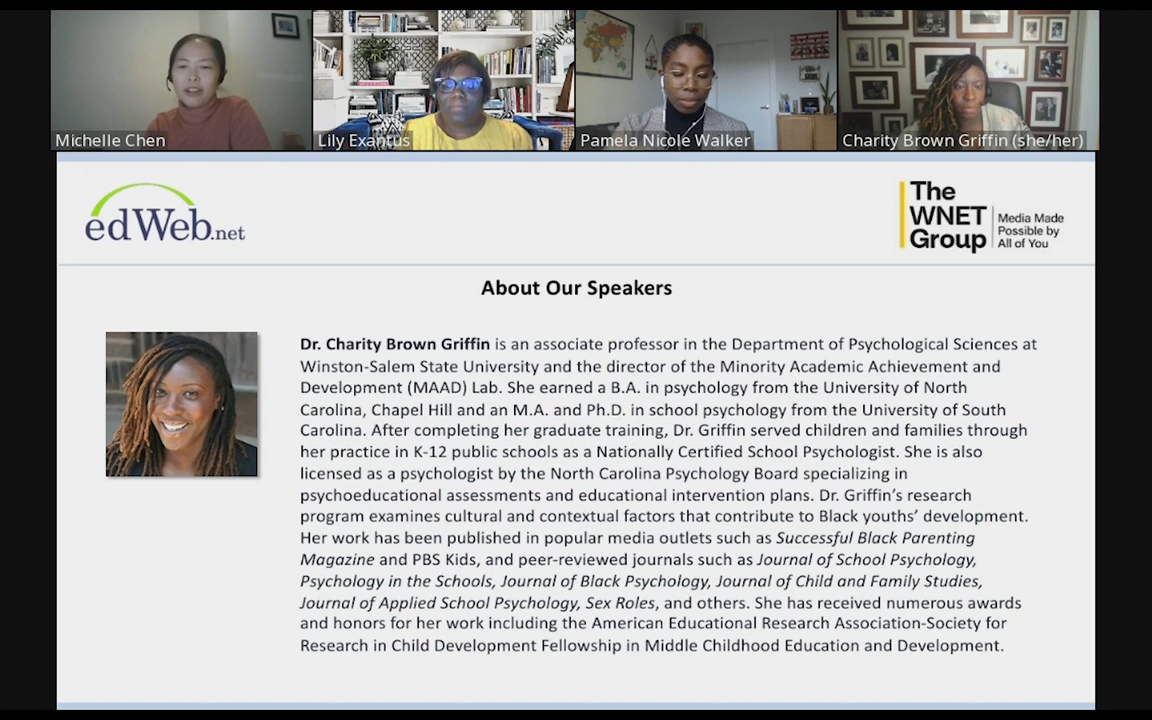 Michelle Chen
Lily Exantus
Pamela Nicole Walker
Charity Brown Griffin (she/her)
edWeb.net
The
WNET
Group
Media Made
Possible by
All of You
About Our Speakers
Dr. Charity Brown Griffin is an associate professor in the Department of Psychological Sciences at
Winston-Salem State University and the director of the Minority Academic Achievement and
Development (MAAD) Lab. She earned a B.A. in psychology from the University of North
Carolina, Chapel Hill and an M.A. and Ph.D. in school psychology from the University of South
Carolina. After completing her graduate training, Dr. Griffin served children and families through
her practice in K-12 public schools as a Nationally Certified School Psychologist. She is also
licensed as a psychologist by the North Carolina Psychology Board specializing in
psychoeducational assessments and educational intervention plans. Dr. Griffin's research
program examines cultural and contextual factors that contribute to Black youths' development.
Her work has been published in popular media outlets such as Successful Black Parenting
Magazine and PBS Kids, and peer-reviewed journals such as Journal of School Psychology,
Psychology in the Schools, Journal of Black Psychology, Journal of Child and Family Studies,
Journal of Applied School Psychology, Sex Roles, and others. She has received numerous awards
and honors for her work including the American Educational Research Association-Society for
Research in Child Development Fellowship in Middle Childhood Education and Development.